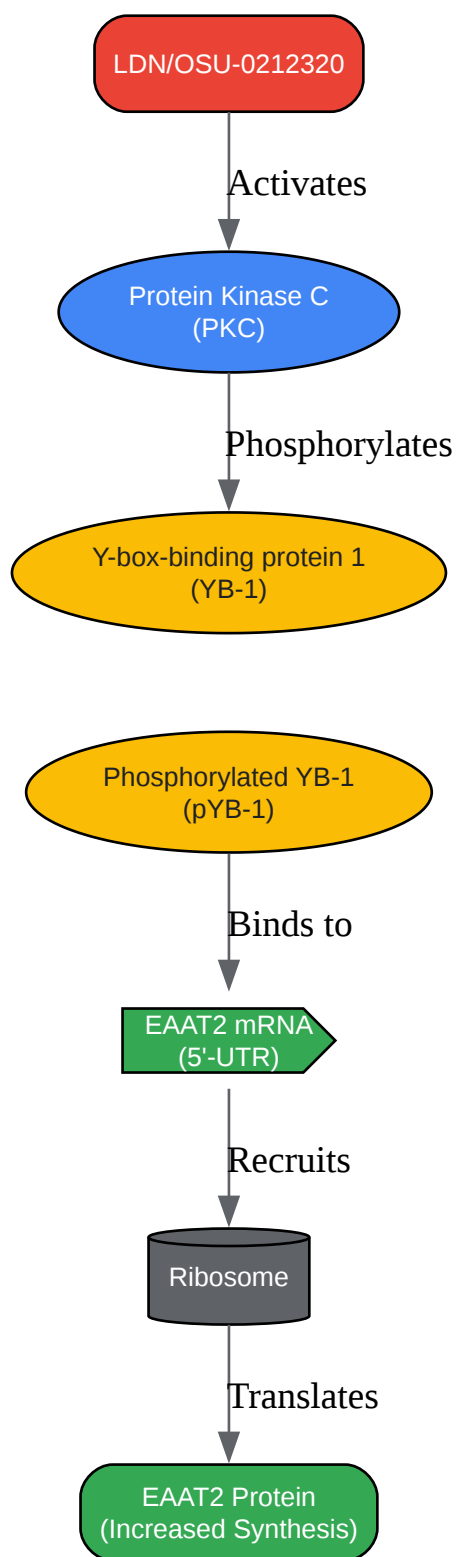 LDN/OSU-0212320
Activates
Protein Kinase C
(PKC)
Phosphorylates
Y-box-binding protein 1
(YB-1)
Phosphorylated YB-1
(pYB-1)
Binds to
EAAT2 mRNA
(5'-UTR)
Recruits
Ribosome
Translates
EAAT2 Protein
(Increased Synthesis)